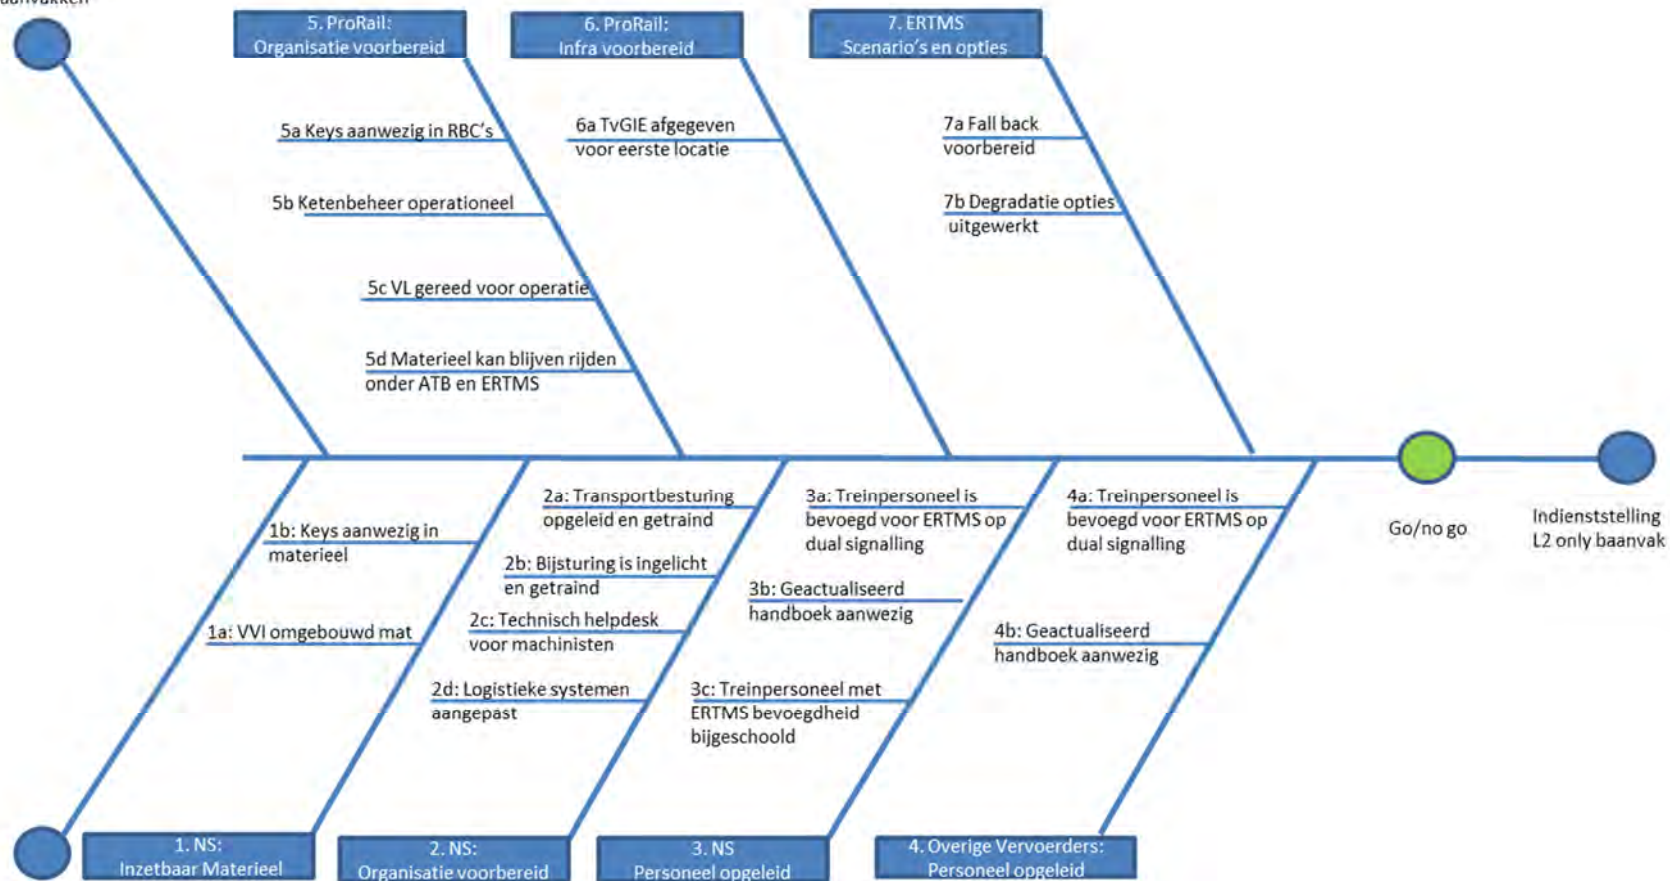 5. ProRail:
Organisatie voorbereid
6. ProRail:
Infra voorbereid
7. ERTMS
Scenario's en opties
5a Keys aanwezig in RBC's
5b Ketenbeheer operationeel
5c VL gereed voor operatie
5d Materieel kan blijven rijden
onder ATB en ERTMS
6a TvGIE afgegeven
voor eerste locatie
7a Fall back
voorbereid
7b Degradatie opties
uitgewerkt
1b: Keys aanwezig in
materieel
1a: VVI omgebouwd mat
2a: Transportbesturing
opgeleid en getraind
2b: Bijsturing is ingelicht
en getraind
2c: Technisch helpdesk
voor machinisten
2d: Logistieke systemen
aangepast
3a: Treinpersoneel is
bevoegd voor ERTMS op
dual signalling
3b: Geactualiseerd
handboek aanwezig
3c: Treinpersoneel met
ERTMS bevoegdheid
bijgeschoold
4a: Treinpersoneel is
bevoegd voor ERTMS op
dual signalling
4b: Geactualiseerd
handboek aanwezig
Go/no go
Indienststelling
L2 only baanvak
1. NS:
Inzetbaar Materieel
2. NS:
Organisatie voorbereid
3. NS
Personeel opgeleid
4. Overige Vervoerders:
Personeel opgeleid